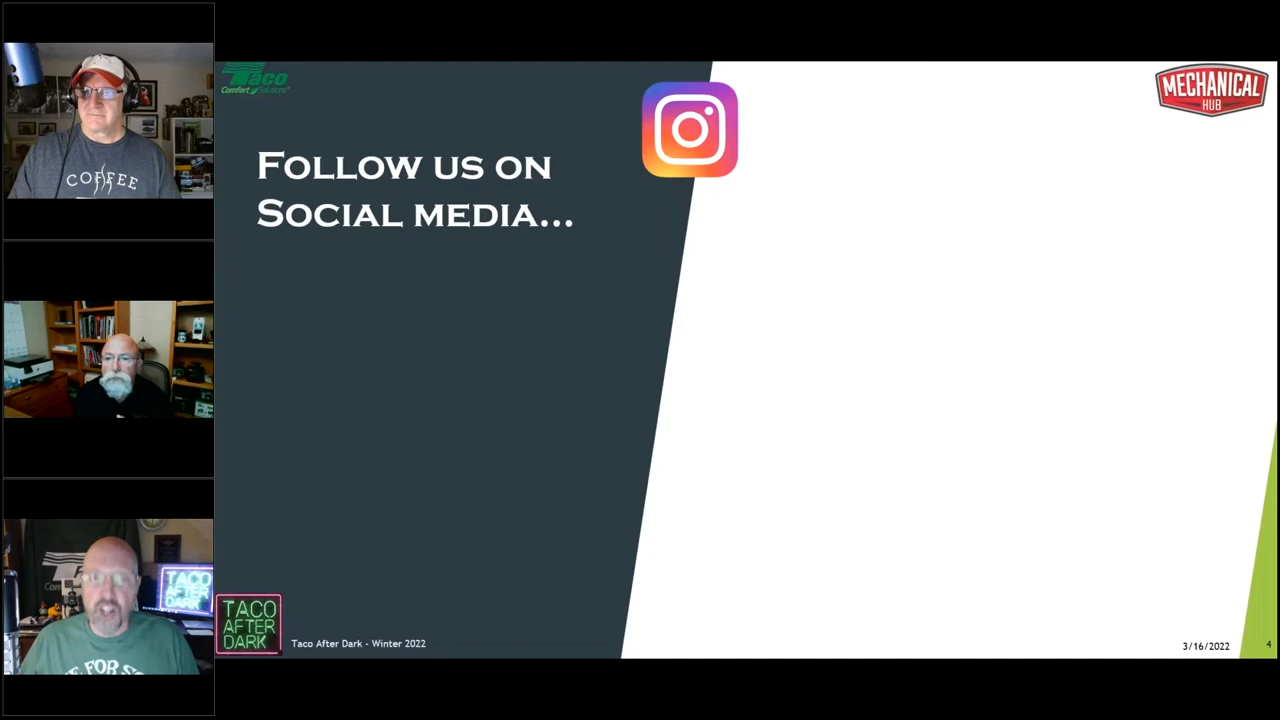 COFFEE
TACO
AFTER
DARK
Taco
Comfort Solutions®
FOLLOW US ON
SOCIAL MEDIA...
MECHANICAL
HUB
TACO
AFTER
DARK
Taco After Dark - Winter 2022
3/16/2022
4